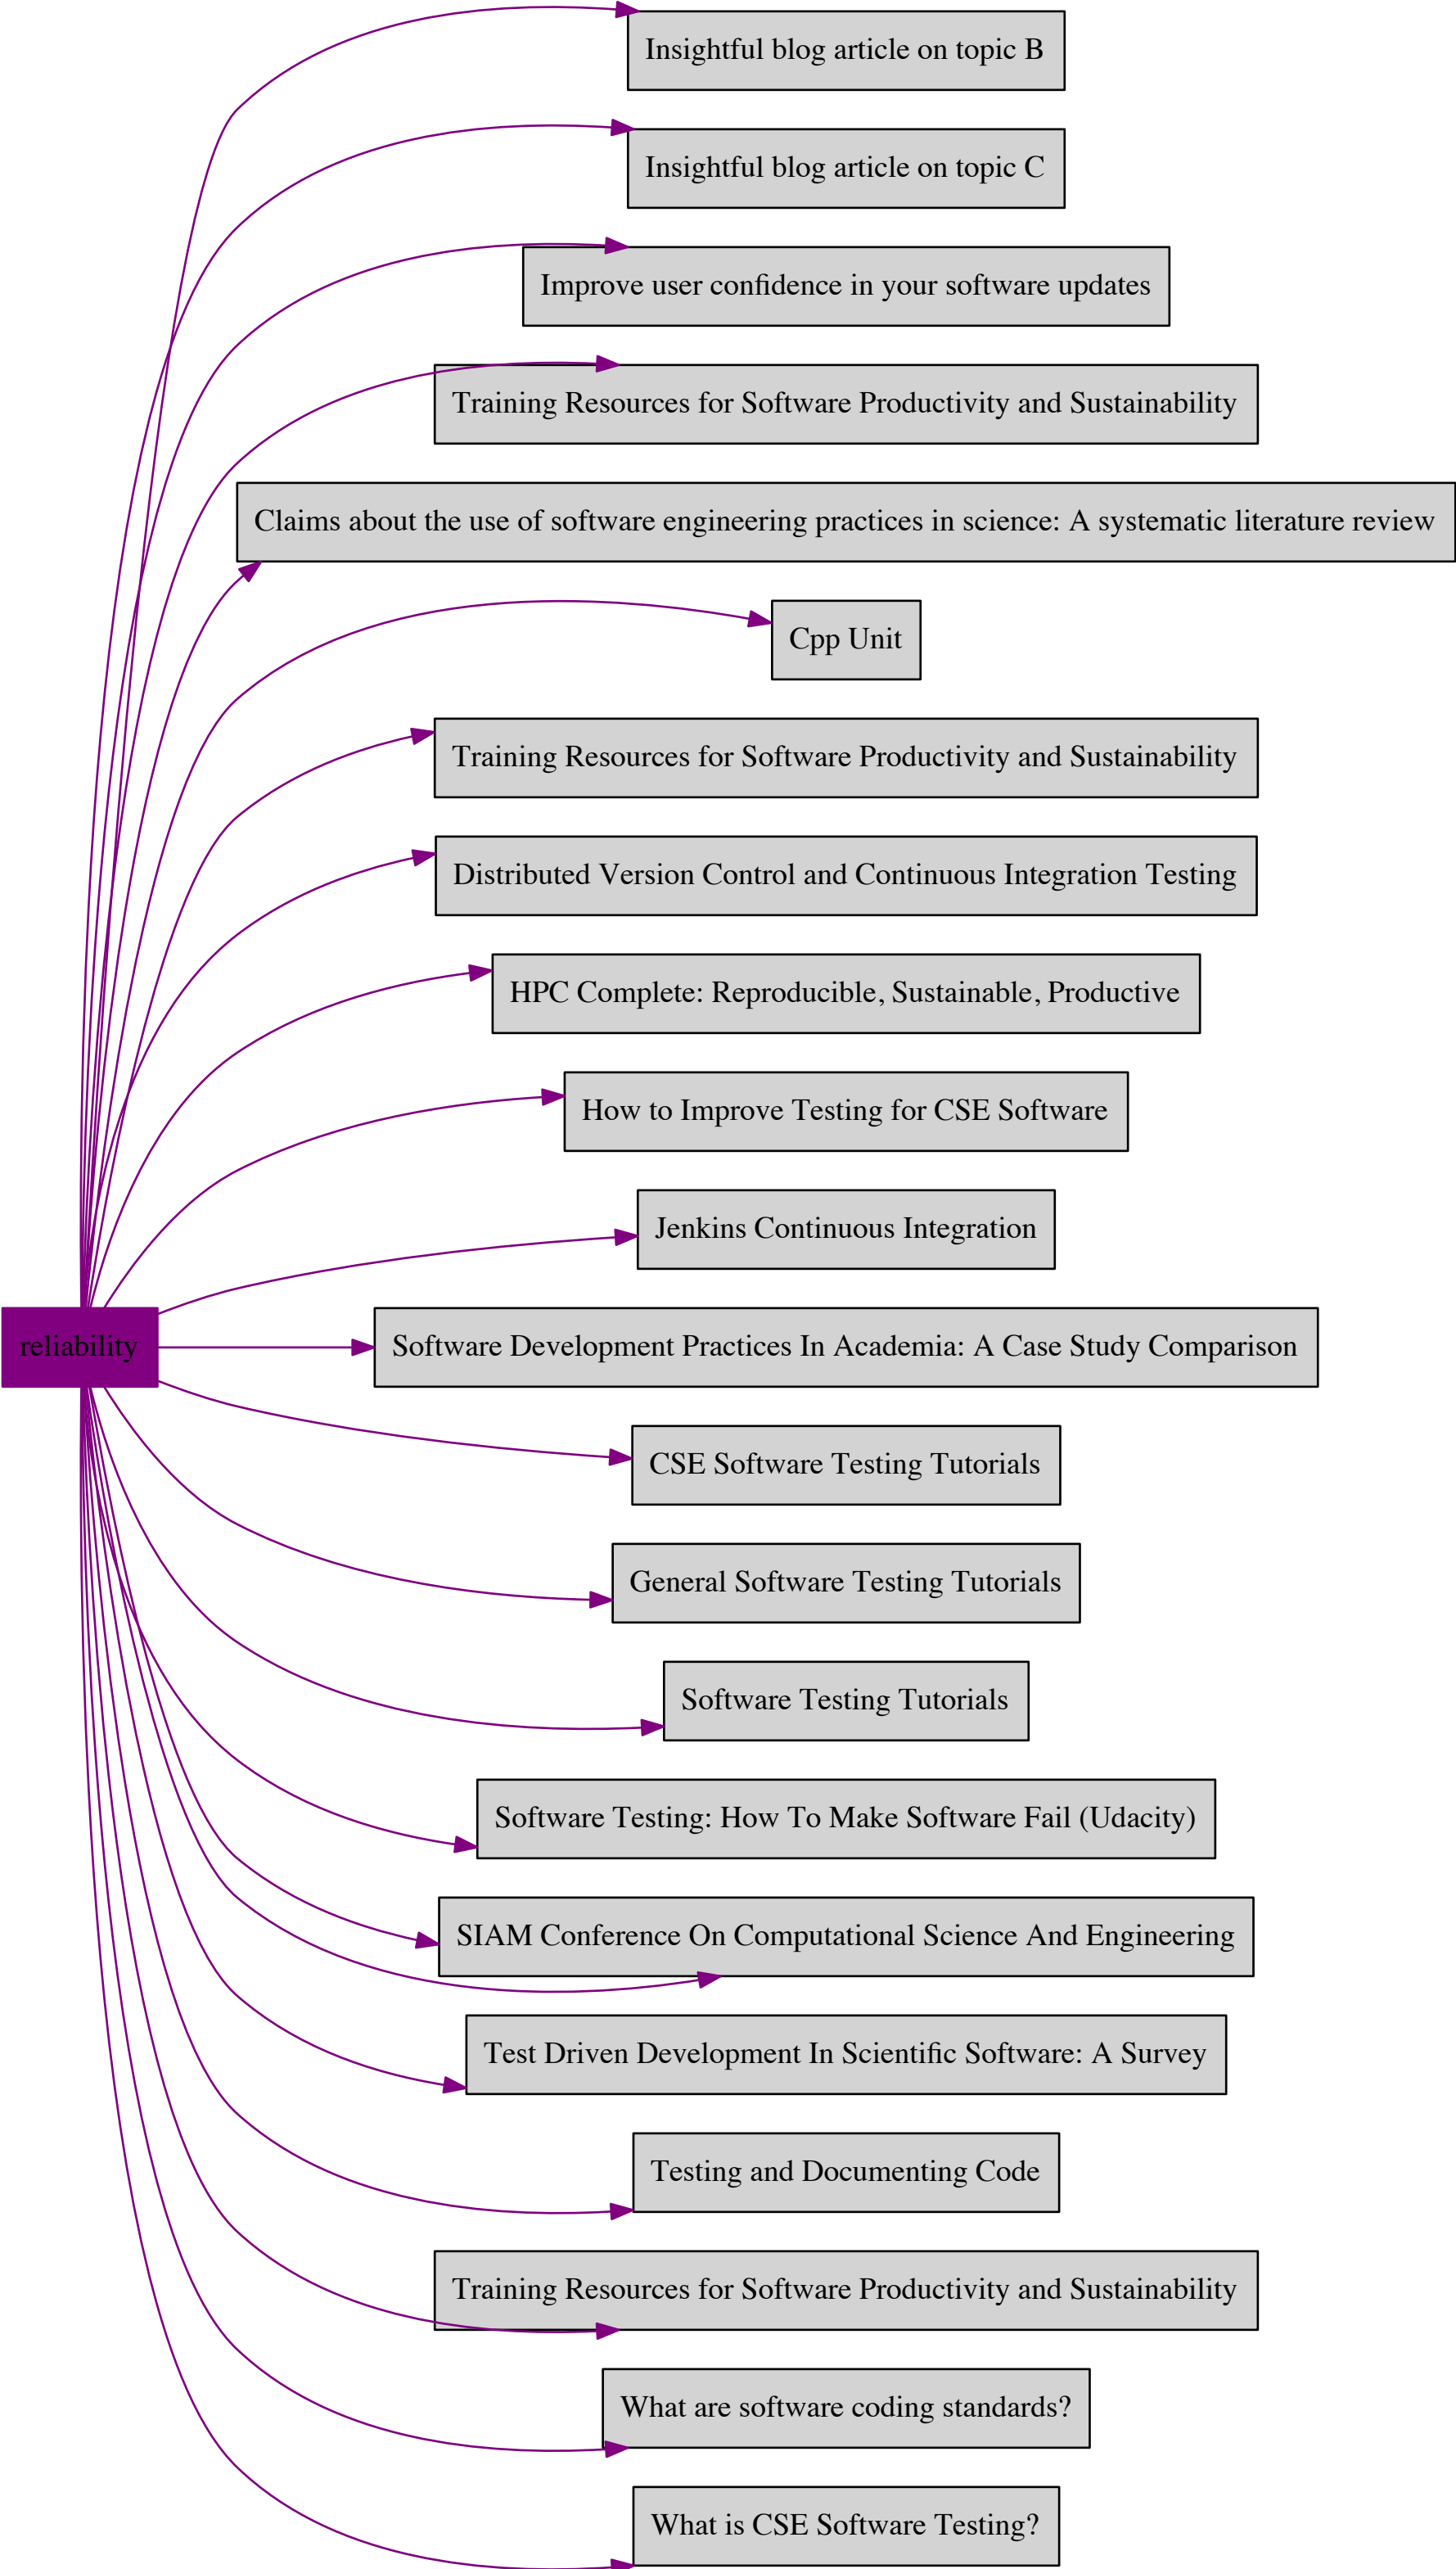 Insightful blog article on topic B
Insightful blog article on topic C
Improve user confidence in your software updates
Training Resources for Software Productivity and Sustainability
Claims about the use of software engineering practices in science: A systematic literature review
Cpp Unit
Training Resources for Software Productivity and Sustainability
Distributed Version Control and Continuous Integration Testing
HPC Complete: Reproducible, Sustainable, Productive
How to Improve Testing for CSE Software
Jenkins Continuous Integration
reliability
Software Development Practices In Academia: A Case Study Comparison
CSE Software Testing Tutorials
General Software Testing Tutorials
Software Testing Tutorials
Software Testing: How To Make Software Fail (Udacity)
SIAM Conference On Computational Science And Engineering
Test Driven Development In Scientific Software: A Survey
Testing and Documenting Code
Training Resources for Software Productivity and Sustainability
What are software coding standards?
What is CSE Software Testing?